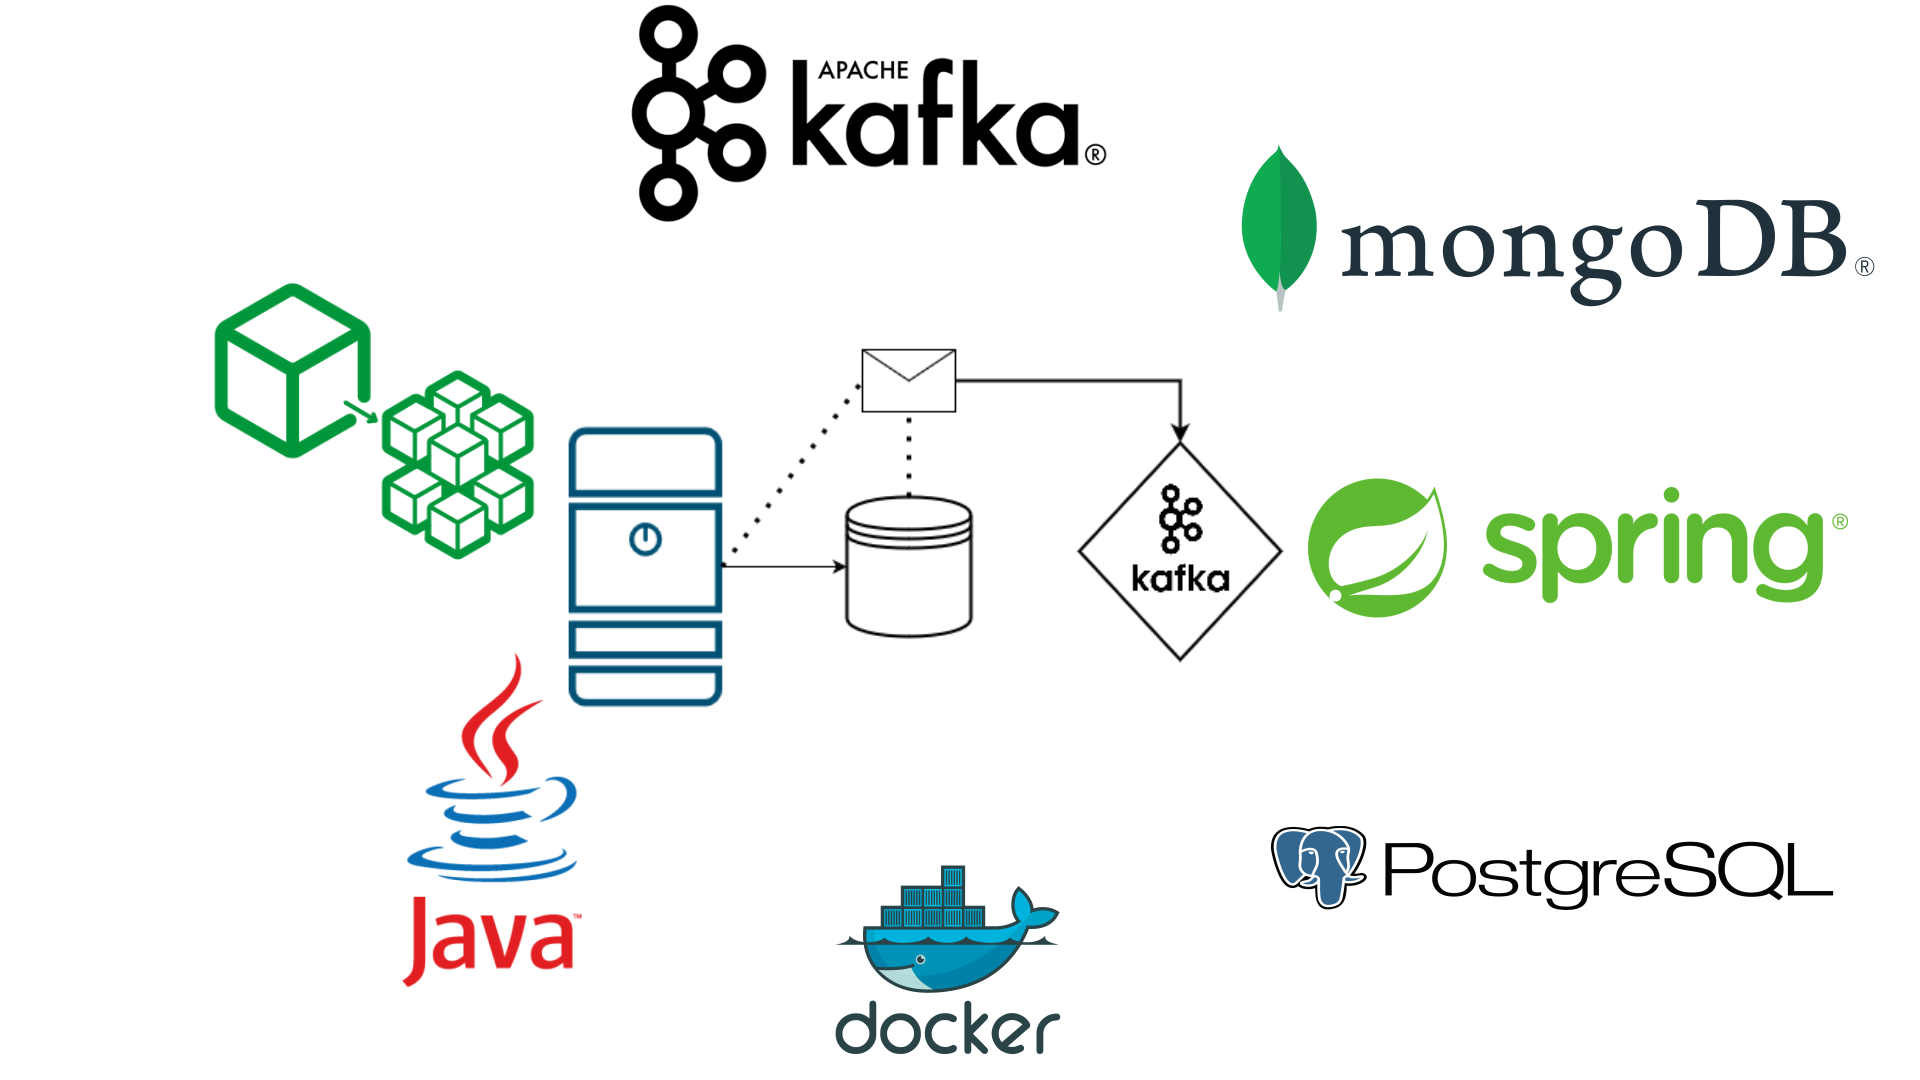 APACHE
kafka®
mongoDB®
kafka
spring®
Java™
PostgreSQL
docker